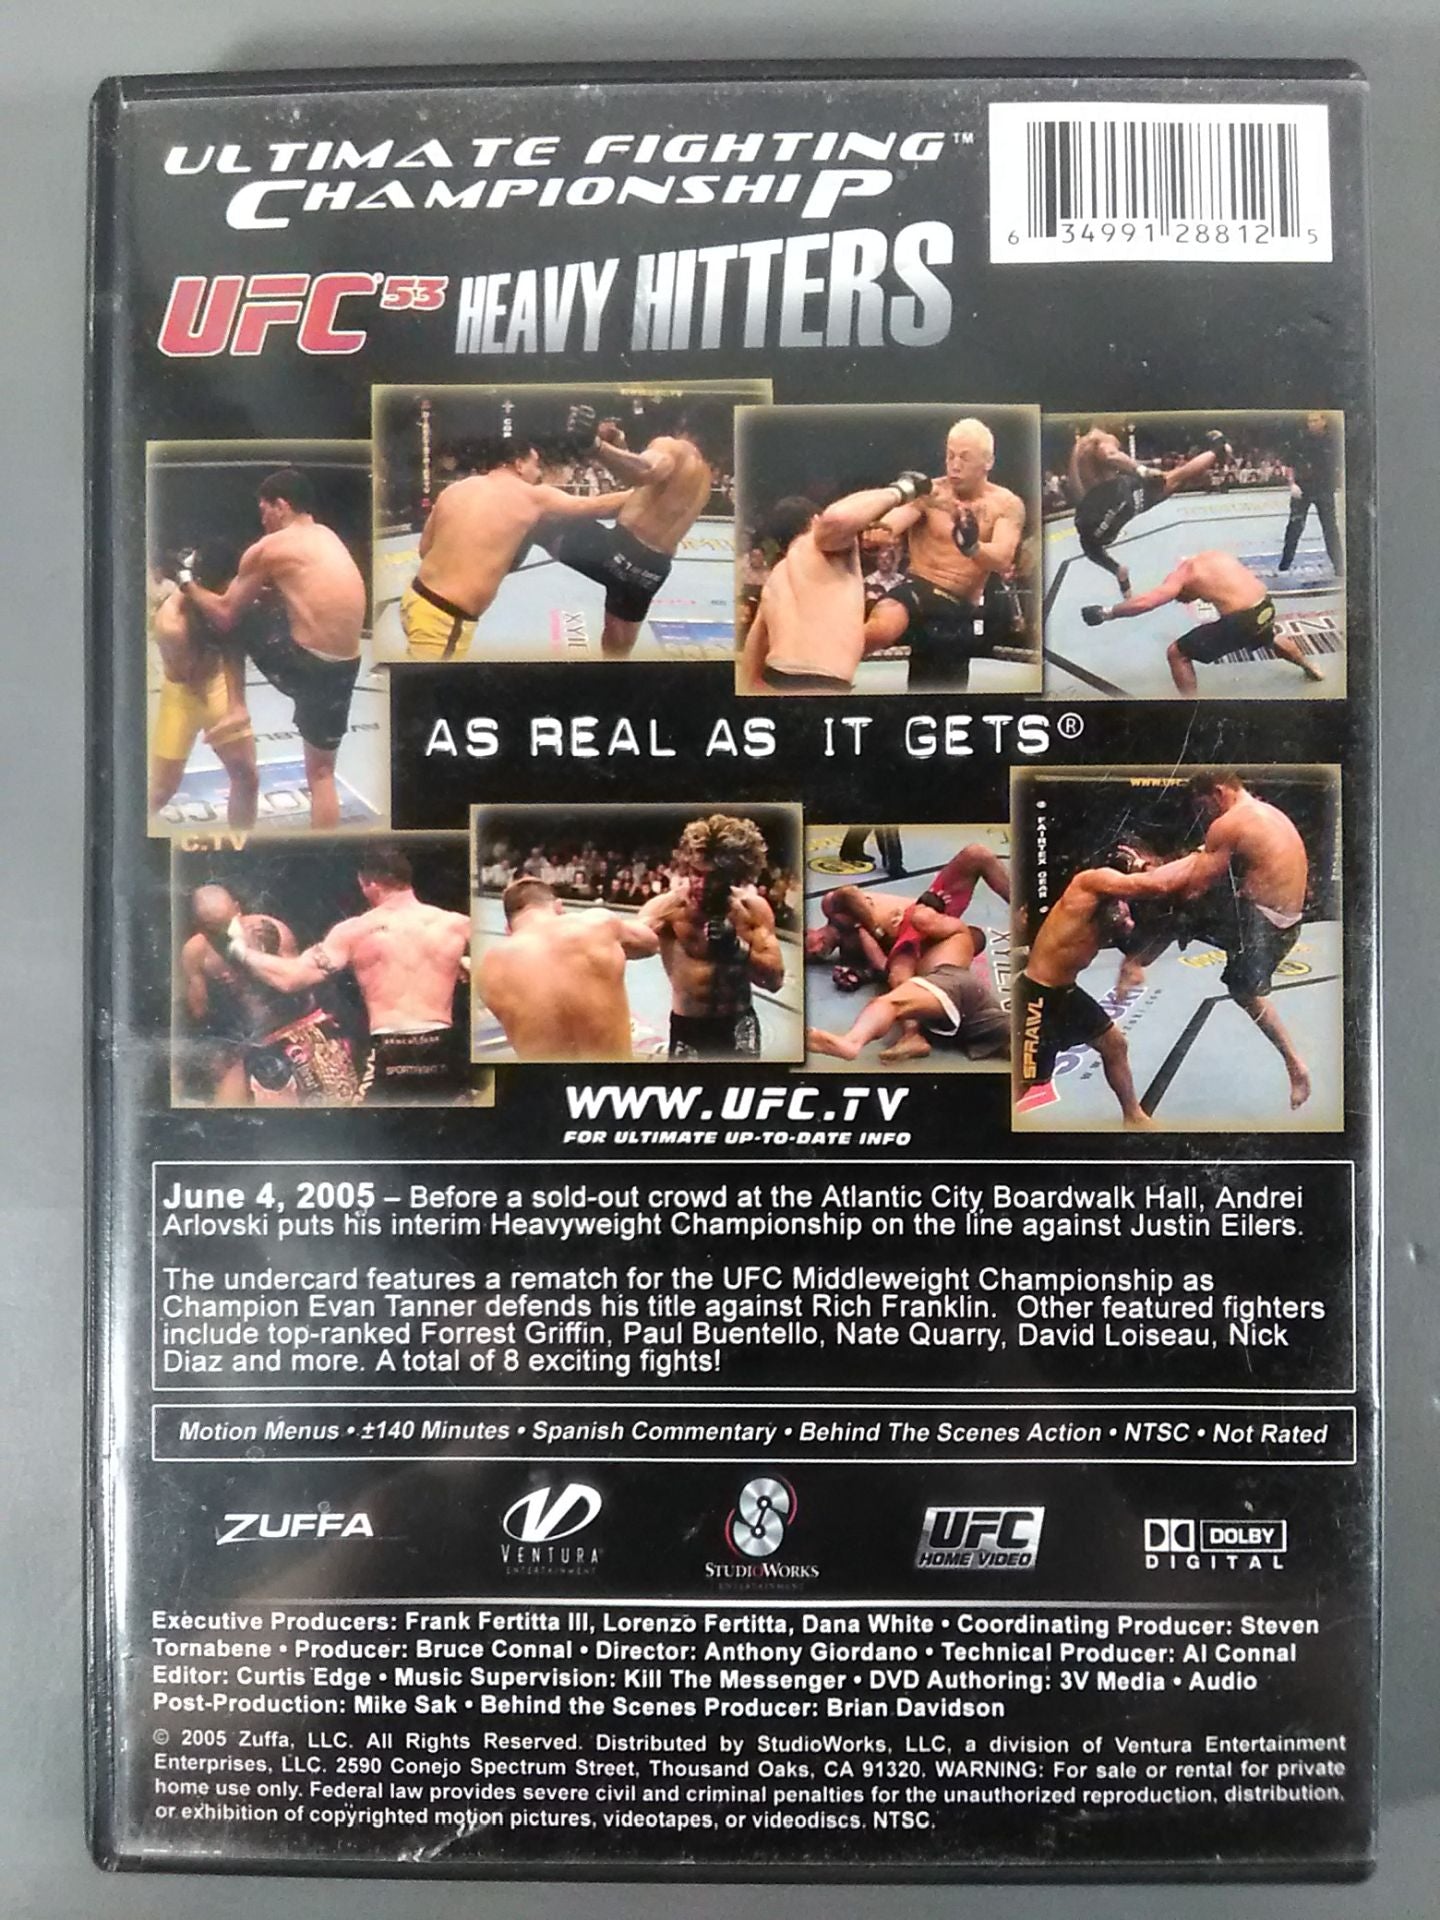 ULTIMATE FIGHTING™
CHAMPIONSHIP
6 34991 28812 5
UFC® 53 HEAVY HITTERS
AS REAL AS IT GETS®
C.TV
WWW.UFC
FAIRTEX GEAR
SPRAWL
WWW.UFC.TV
FOR ULTIMATE UP-TO-DATE INFO
June 4, 2005 – Before a sold-out crowd at the Atlantic City Boardwalk Hall, Andrei
Arlovski puts his interim Heavyweight Championship on the line against Justin Eilers.
The undercard features a rematch for the UFC Middleweight Championship as
Champion Evan Tanner defends his title against Rich Franklin. Other featured fighters
include top-ranked Forrest Griffin, Paul Buentello, Nate Quarry, David Loiseau, Nick
Diaz and more. A total of 8 exciting fights!
Motion Menus • ±140 Minutes • Spanish Commentary • Behind The Scenes Action • NTSC • Not Rated
ZUFFA
VENTURA
ENTERTAINMENT
STUDIOWORKS
ENTERTAINMENT
UFC
HOME VIDEO
DOLBY
DIGITAL
Executive Producers: Frank Fertitta III, Lorenzo Fertitta, Dana White • Coordinating Producer: Steven
Tornabene • Producer: Bruce Connal • Director: Anthony Giordano • Technical Producer: Al Connal
Editor: Curtis Edge • Music Supervision: Kill The Messenger • DVD Authoring: 3V Media • Audio
Post-Production: Mike Sak • Behind the Scenes Producer: Brian Davidson
© 2005 Zuffa, LLC. All Rights Reserved. Distributed by StudioWorks, LLC, a division of Ventura Entertainment
Enterprises, LLC. 2590 Conejo Spectrum Street, Thousand Oaks, CA 91320. WARNING: For sale or rental for private
home use only. Federal law provides severe civil and criminal penalties for the unauthorized reproduction, distribution,
or exhibition of copyrighted motion pictures, videotapes, or videodiscs. NTSC.